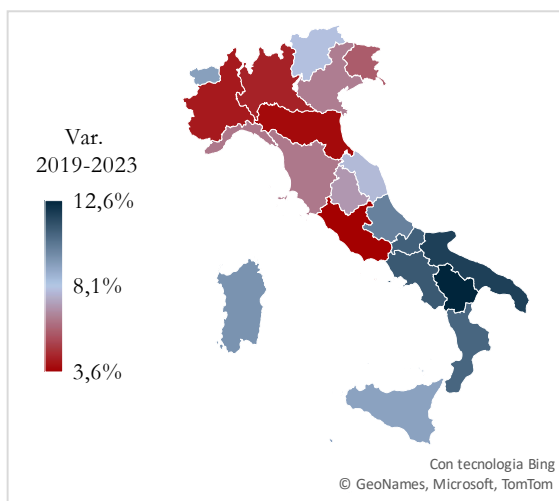 Var.
2019-2023
12,6%
8,1%
3,6%
Con tecnologia Bing
© GeoNames, Microsoft, TomTom